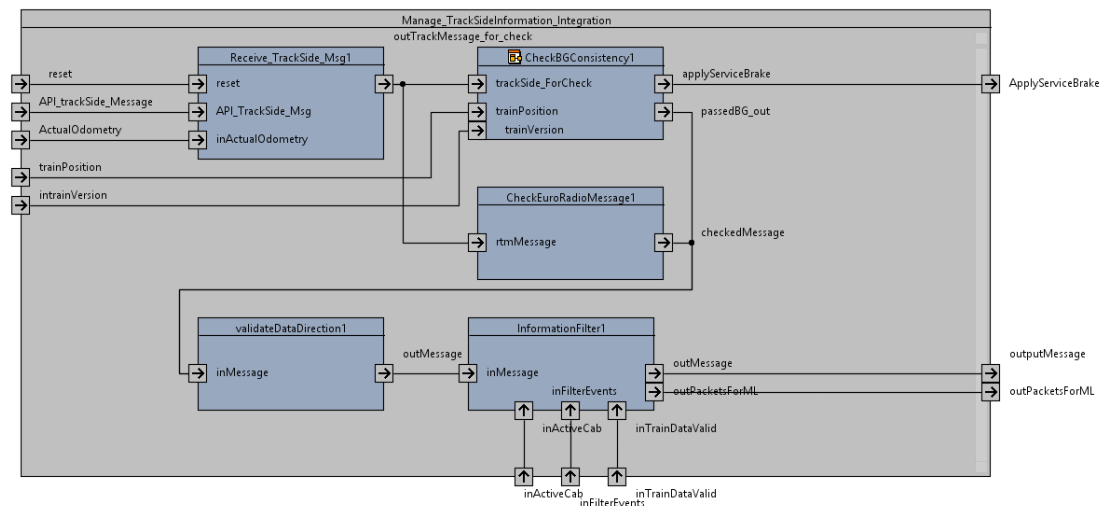 Manage_TrackSideInformation_Integration
outTrackMessage_for_check
Receive_TrackSide_Msg1
CheckBGConsistency1
reset
reset
trackSide_ForCheck
applyServiceBrake
ApplyServiceBrake
API_trackSide_Message
API_TrackSide_Msg
trainPosition
passedBG_out
ActualOdometry
inActualOdometry
trainVersion
trainPosition
intrainVersion
CheckEuroRadioMessage1
rtmMessage
checkedMessage
validateDataDirection1
InformationFilter1
inMessage
outMessage
inMessage
outMessage
outputMessage
inFilterEvents
outPacketsForML
outPacketsForML
inActiveCab
inTrainDataValid
inActiveCab
inTrainDataValid
inFilterEvents